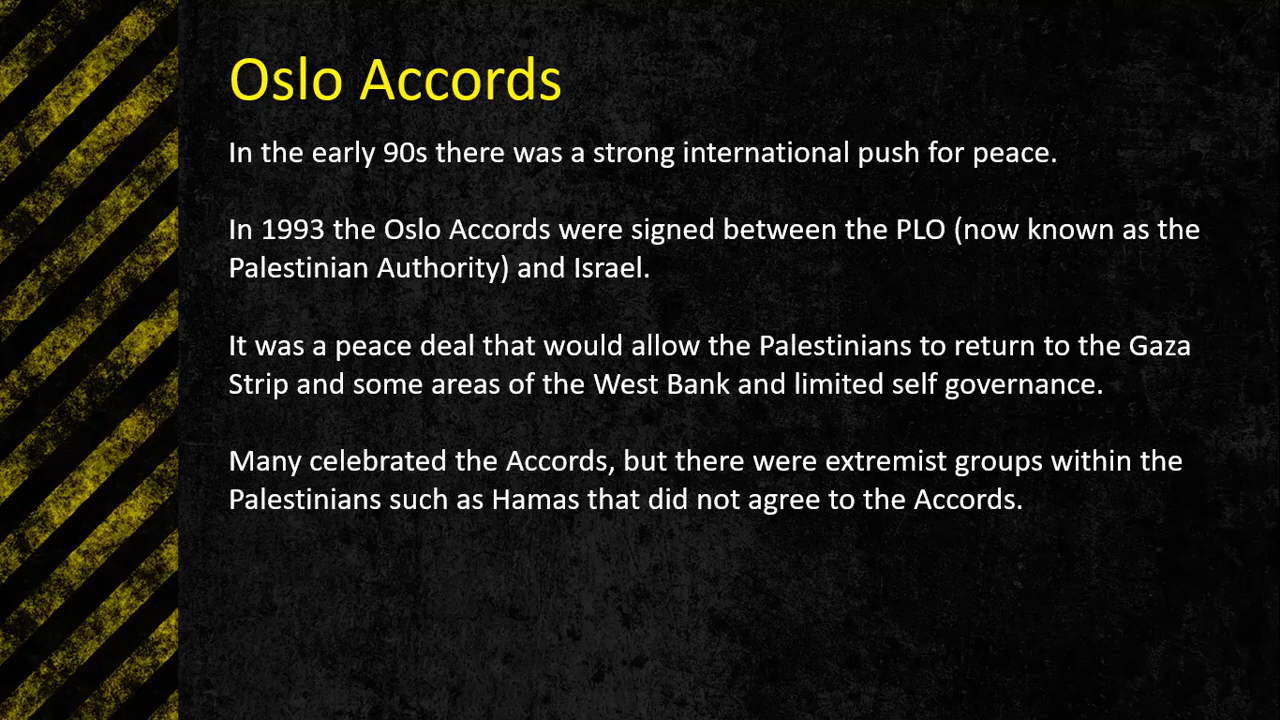 Oslo Accords
In the early 90s there was a strong international push for peace.
In 1993 the Oslo Accords were signed between the PLO (now known as the
Palestinian Authority) and Israel.
It was a peace deal that would allow the Palestinians to return to the Gaza
Strip and some areas of the West Bank and limited self governance.
Many celebrated the Accords, but there were extremist groups within the
Palestinians such as Hamas that did not agree to the Accords.